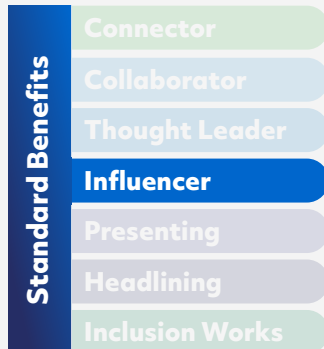 Standard Benefits
Connector
Collaborator
Thought Leader
Influencer
Presenting
Headlining
Inclusion Works